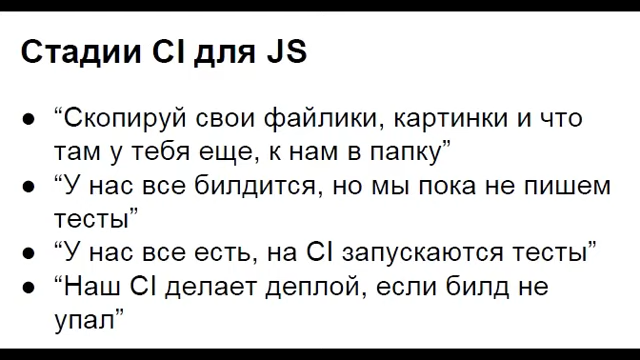 Стадии CI для JS
● “Скопируй свои файлики, картинки и что
там у тебя еще, к нам в папку”
● “У нас все билдится, но мы пока не пишем
тесты”
● “У нас все есть, на CI запускаются тесты”
● “Наш CI делает деплой, если билд не
упал”